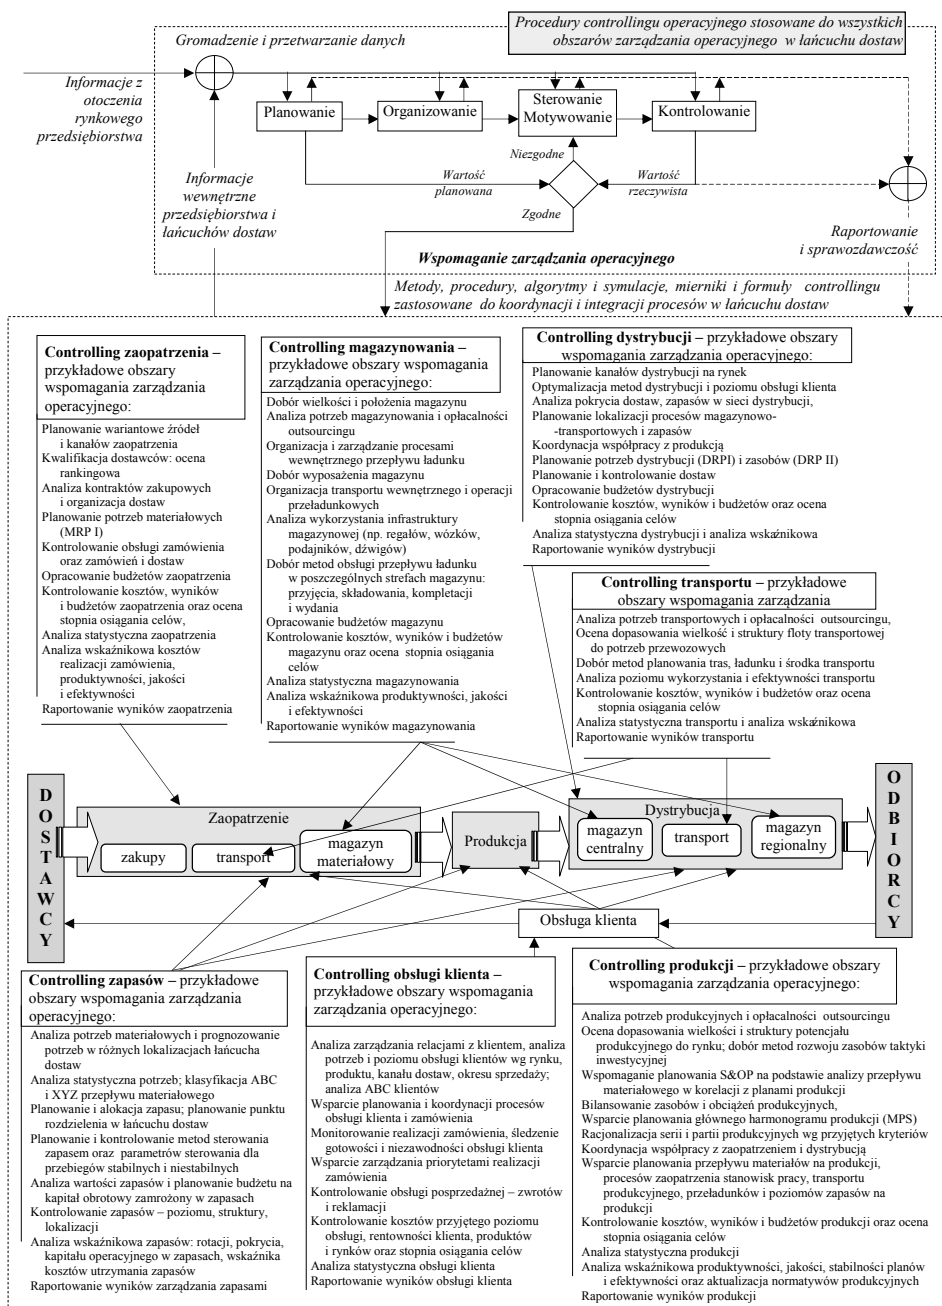 Procedury controllingu operacyjnego stosowane do wszystkich
obszarów zarządzania operacyjnego w łańcuchu dostaw
Gromadzenie i przetwarzanie danych
Informacje z
otoczenia
rynkowego
przedsiębiorstwa
Planowanie
Organizowanie
Sterowanie
Motywowanie
Kontrolowanie
Niezgodne
Wartość
planowana
Wartość
rzeczywista
Zgodne
Informacje
wewnętrzne
przedsiębiorstwa i
łańcuchów dostaw
Raportowanie
i sprawozdawczość
Wspomaganie zarządzania operacyjnego
Metody, procedury, algorytmy i symulacje, mierniki i formuły controllingu
zastosowane do koordynacji i integracji procesów w łańcuchu dostaw
Controlling zaopatrzenia –
przykładowe obszary
wspomagania zarządzania
operacyjnego:
Planowanie wariantowe źródeł
i kanałów zaopatrzenia
Kwalifikacja dostawców: ocena
rankingowa
Analiza kontraktów zakupowych
i organizacja dostaw
Planowanie potrzeb materiałowych
(MRP I)
Kontrolowanie obsługi zamówienia
oraz zamówień i dostaw
Opracowanie budżetów zaopatrzenia
Kontrolowanie kosztów, wyników
i budżetów zaopatrzenia oraz ocena
stopnia osiągania celów,
Analiza statystyczna zaopatrzenia
Analiza wskaźnikowa kosztów
realizacji zamówienia,
produktywności, jakości
i efektywności
Raportowanie wyników zaopatrzenia
Controlling magazynowania –
przykładowe obszary wspomagania
zarządzania operacyjnego:
Dobór wielkości i położenia magazynu
Analiza potrzeb magazynowania i opłacalności
outsourcingu
Organizacja i zarządzanie procesami
wewnętrznego przepływu ładunku
Dobór wyposażenia magazynu
Organizacja transportu wewnętrznego i operacji
przeładunkowych
Analiza wykorzystania infrastruktury
magazynowej (np. regałów, wózków,
podajników, dźwigów)
Dobór metod obsługi przepływu ładunku
w poszczególnych strefach magazynu:
przyjęcia, składowania, kompletacji
i wydania
Opracowanie budżetów magazynu
Kontrolowanie kosztów, wyników i budżetów
magazynu oraz ocena stopnia osiągania
celów
Analiza statystyczna magazynowania
Analiza wskaźnikowa produktywności, jakości
i efektywności
Raportowanie wyników magazynowania
Controlling dystrybucji – przykładowe obszary
wspomagania zarządzania operacyjnego:
Planowanie kanałów dystrybucji na rynek
Optymalizacja metod dystrybucji i poziomu obsługi klienta
Analiza pokrycia dostaw, zapasów w sieci dystrybucji,
Planowanie lokalizacji procesów magazynowo-
-transportowych i zapasów
Koordynacja współpracy z produkcją
Planowanie potrzeb dystrybucji (DRPI) i zasobów (DRP II)
Planowanie i kontrolowanie dostaw
Opracowanie budżetów dystrybucji
Kontrolowanie kosztów, wyników i budżetów oraz ocena
stopnia osiągania celów
Analiza statystyczna dystrybucji i analiza wskaźnikowa
Raportowanie wyników dystrybucji
Controlling transportu – przykładowe
obszary wspomagania zarządzania
Analiza potrzeb transportowych i opłacalności outsourcingu,
Ocena dopasowania wielkość i struktury floty transportowej
do potrzeb przewozowych
Dobór metod planowania tras, ładunku i środka transportu
Analiza poziomu wykorzystania i efektywności transportu
Kontrolowanie kosztów, wyników i budżetów oraz ocena
stopnia osiągania celów
Analiza statystyczna transportu i analiza wskaźnikowa
Raportowanie wyników transportu
DOSTAWCY
Zaopatrzenie
zakupy
transport
magazyn
materiałowy
Produkcja
Dystrybucja
magazyn
centralny
transport
magazyn
regionalny
ODBIORCY
Obsługa klienta
Controlling zapasów – przykładowe
obszary wspomagania zarządzania
operacyjnego:
Analiza potrzeb materiałowych i prognozowanie
potrzeb w różnych lokalizacjach łańcucha
dostaw
Analiza statystyczna potrzeb; klasyfikacja ABC
i XYZ przepływu materiałowego
Planowanie i alokacja zapasu; planowanie punktu
rozdzielenia w łańcuchu dostaw
Planowanie i kontrolowanie metod sterowania
zapasem oraz parametrów sterowania dla
przebiegów stabilnych i niestabilnych
Analiza wartości zapasów i planowanie budżetu na
kapitał obrotowy zamrożony w zapasach
Kontrolowanie zapasów – poziomu, struktury,
lokalizacji
Analiza wskaźnikowa zapasów: rotacji, pokrycia,
kapitału operacyjnego w zapasach, wskaźnika
kosztów utrzymania zapasów
Raportowanie wyników zarządzania zapasami
Controlling obsługi klienta –
przykładowe obszary wspomagania
zarządzania operacyjnego:
Analiza zarządzania relacjami z klientem, analiza
potrzeb i poziomu obsługi klientów wg rynku,
produktu, kanału dostaw, okresu sprzedaży;
analiza ABC klientów
Wsparcie planowania i koordynacji procesów
obsługi klienta i zamówienia
Monitorowanie realizacji zamówienia, śledzenie
gotowości i niezawodności obsługi klienta
Wsparcie zarządzania priorytetami realizacji
zamówienia
Kontrolowanie obsługi posprzedażnej – zwrotów
i reklamacji
Kontrolowanie kosztów przyjętego poziomu
obsługi, rentowności klienta, produktów
i rynków oraz stopnia osiągania celów
Analiza statystyczna obsługi klienta
Raportowanie wyników obsługi klienta
Controlling produkcji – przykładowe obszary
wspomagania zarządzania operacyjnego:
Analiza potrzeb produkcyjnych i opłacalności outsourcingu
Ocena dopasowania wielkości i struktury potencjału
produkcyjnego do rynku; dobór metod rozwoju zasobów taktyki
inwestycyjnej
Wspomaganie planowania S&OP na podstawie analizy przepływu
materiałowego w korelacji z planami produkcji
Bilansowanie zasobów i obciążeń produkcyjnych,
Wsparcie planowania głównego harmonogramu produkcji (MPS)
Racjonalizacja serii i partii produkcyjnych wg przyjętych kryteriów
Koordynacja współpracy z zaopatrzeniem i dystrybucją
Wsparcie planowania przepływu materiałów na produkcji,
procesów zaopatrzenia stanowisk pracy, transportu
produkcyjnego, przeładunków i poziomów zapasów na
produkcji
Kontrolowanie kosztów, wyników i budżetów produkcji oraz ocena
stopnia osiągania celów
Analiza statystyczna produkcji
Analiza wskaźnikowa produktywności, jakości, stabilności planów
i efektywności oraz aktualizacja normatywów produkcyjnych
Raportowanie wyników produkcji